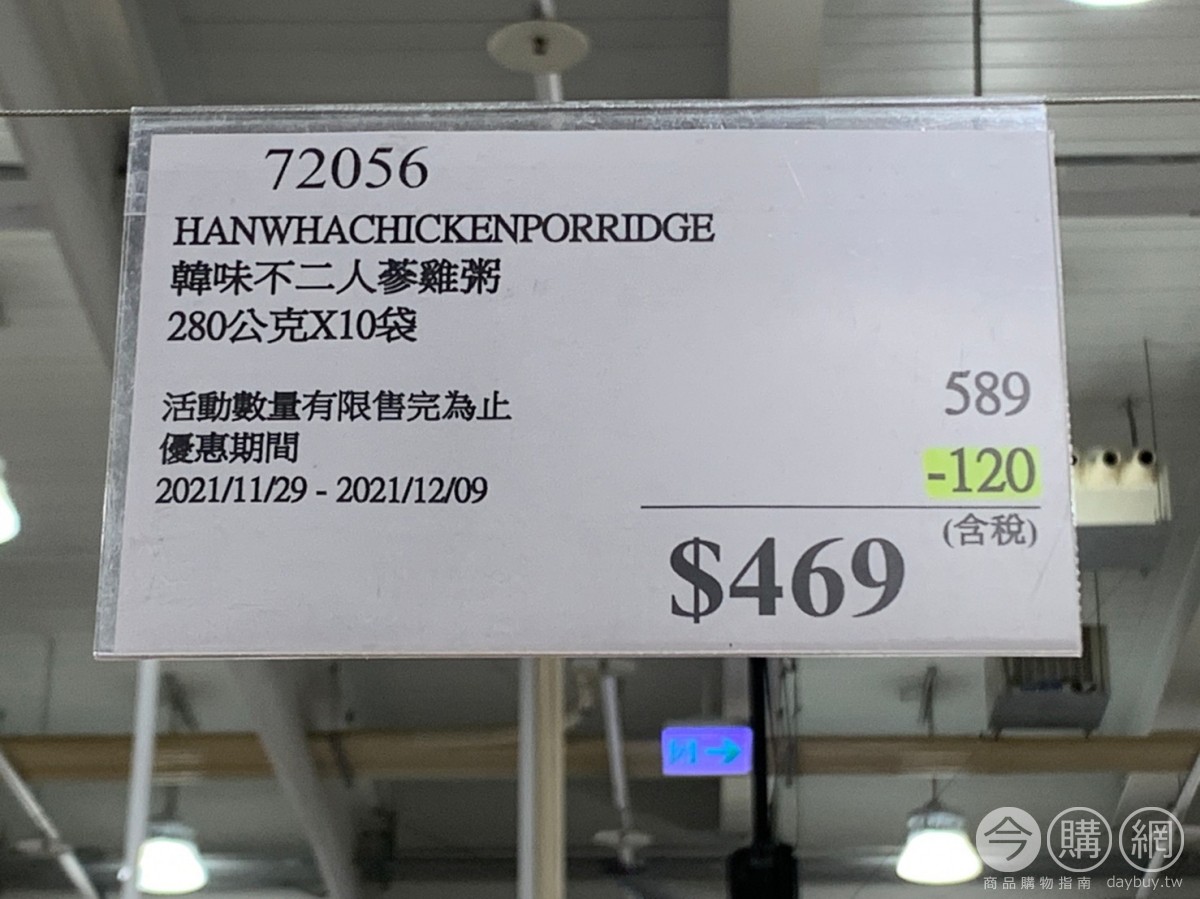 72056
HANWHACHICKENPORRIDGE
韓味不二人蔘雞粥
280公克X10袋
活動數量有限售完為止
優惠期間
2021/11/29 - 2021/12/09
589
-120
(含稅)
$469
今購網
商品購物指南 daybuy.tw